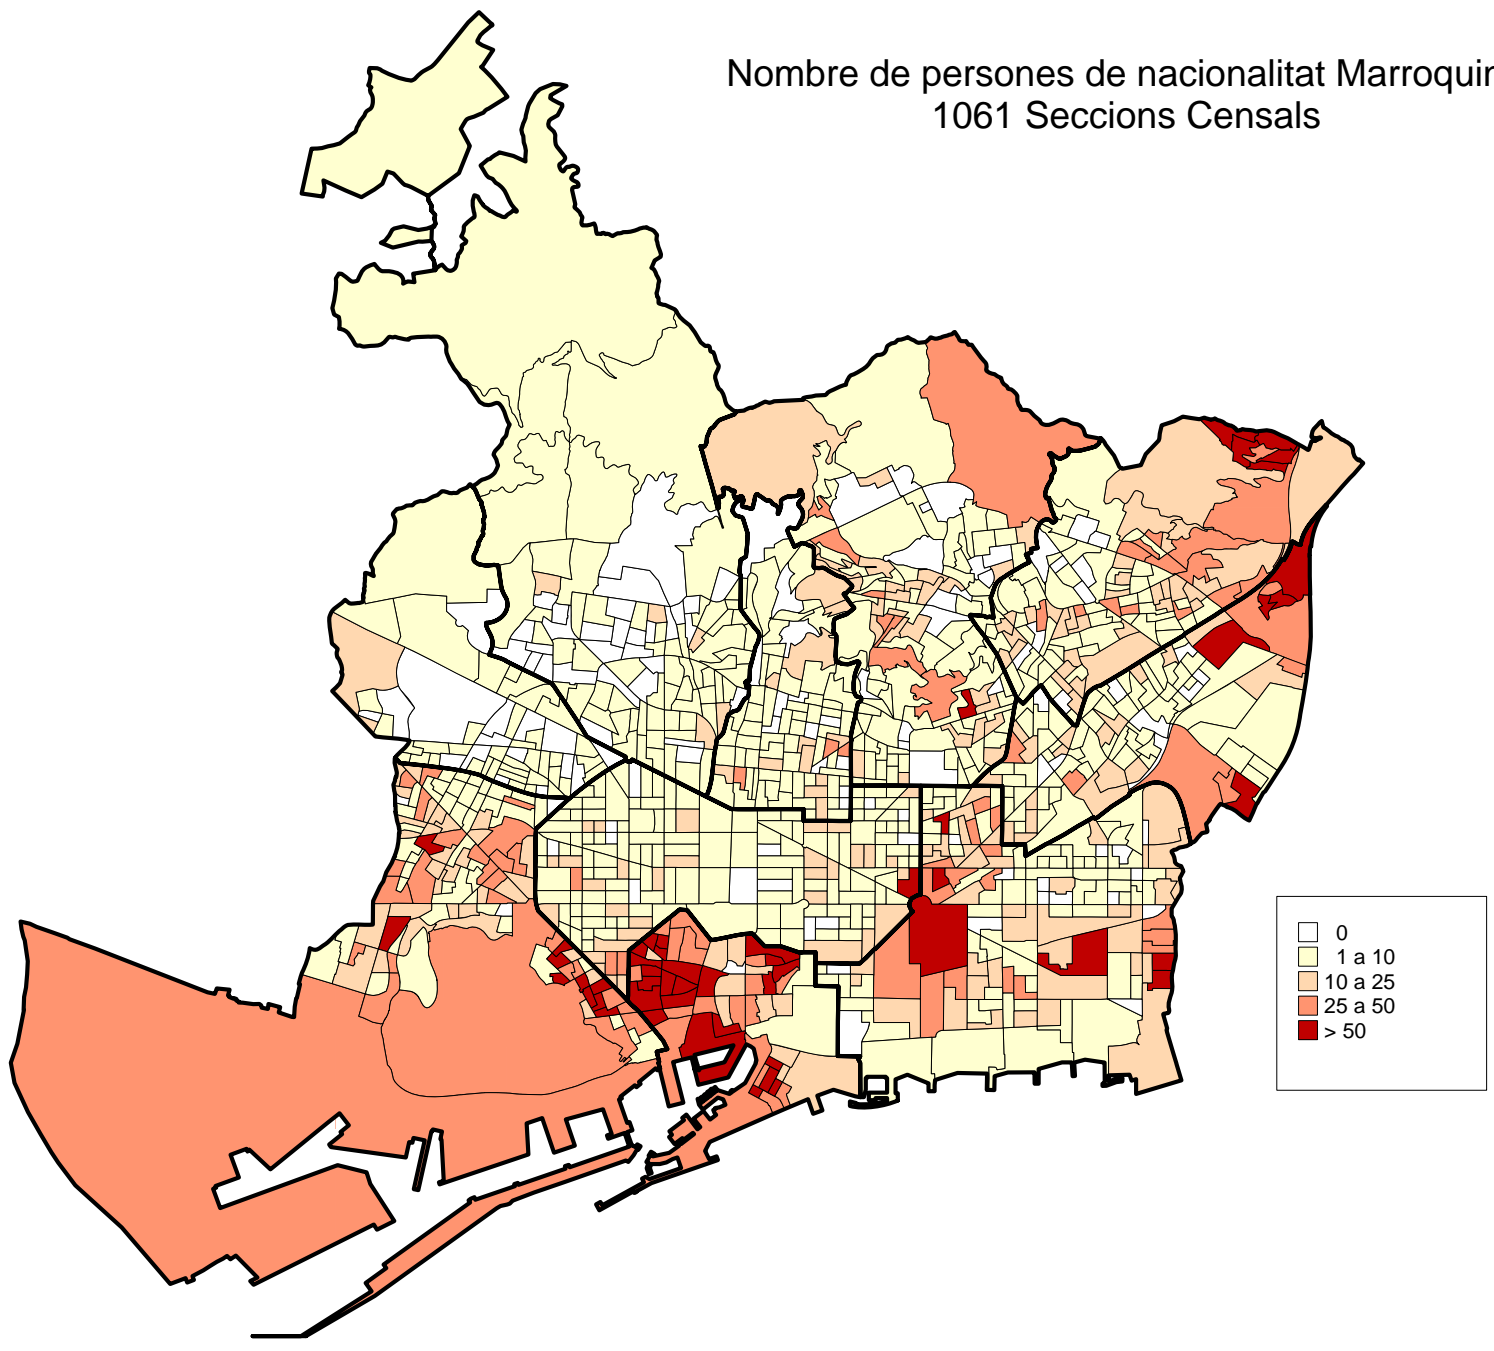 Nombre de persones de nacionalitat Marroquin
1061 Seccions Censals
0
1 a 10
10 a 25
25 a 50
> 50